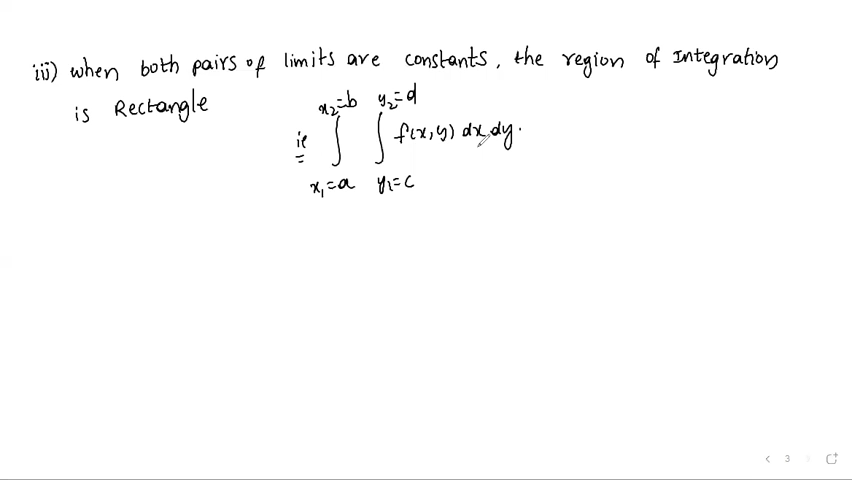 iii) when both pairs of limits are constants, the region of Integration
is Rectangle
x₂=b y₂=d
ie ∫ ∫ f(x,y) dx dy.
x₁=a y₁=c
3